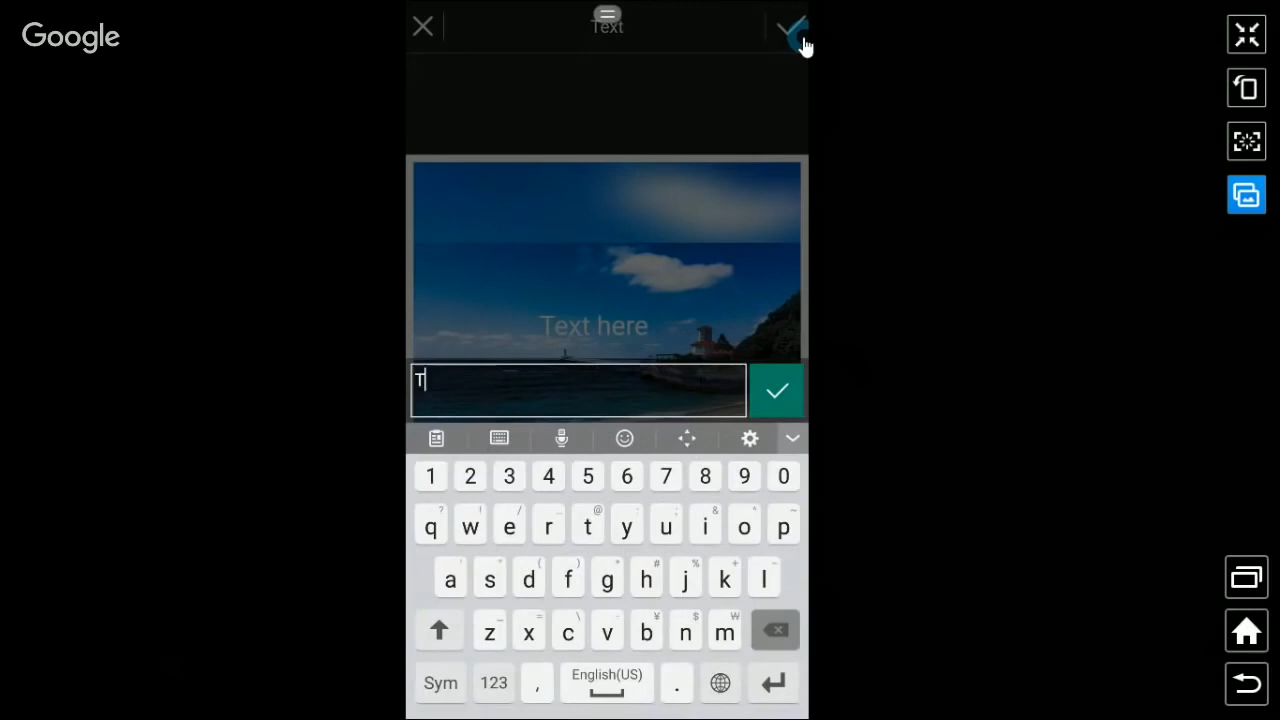 Google
Text
Text here
T
1 2 3 4 5 6 7 8 9 0
q w e r t y u i o p
a s d f g h j k l
z x c v b n m
Sym 123 , English(US) .